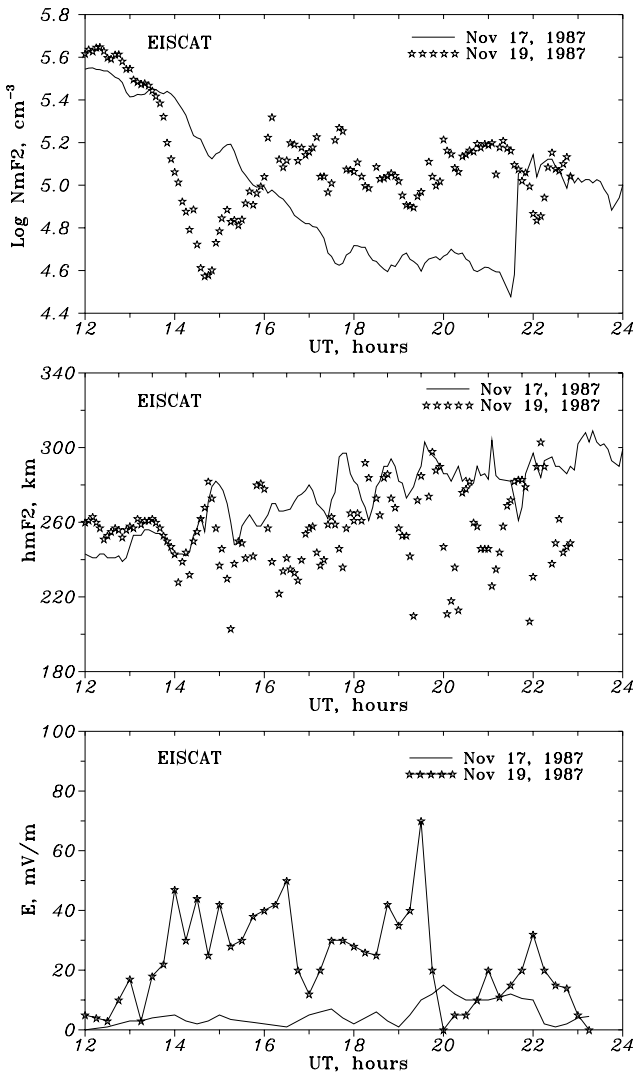 5.8
EISCAT
Nov 17, 1987
Nov 19, 1987
5.6
5.4
5.2
5.0
4.8
4.6
4.4
Log NmF2, cm⁻³
12 14 16 18 20 22 24
UT, hours
340
EISCAT
Nov 17, 1987
Nov 19, 1987
300
260
220
180
hmF2, km
12 14 16 18 20 22 24
UT, hours
100
EISCAT
Nov 17, 1987
Nov 19, 1987
80
60
40
20
0
E, mV/m
12 14 16 18 20 22 24
UT, hours